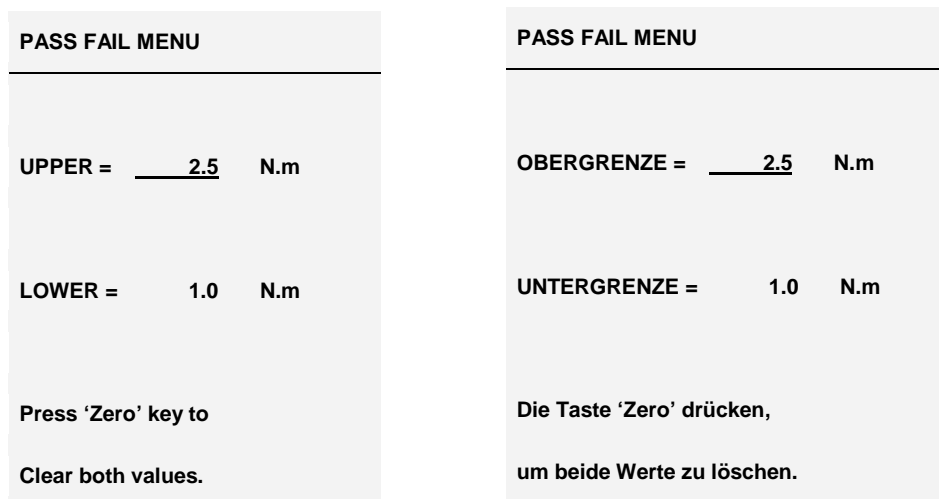 PASS FAIL MENU
UPPER = 2.5 N.m
LOWER = 1.0 N.m
Press ‘Zero’ key to
Clear both values.
PASS FAIL MENU
OBERGRENZE = 2.5 N.m
UNTERGRENZE = 1.0 N.m
Die Taste ‘Zero’ drücken,
um beide Werte zu löschen.